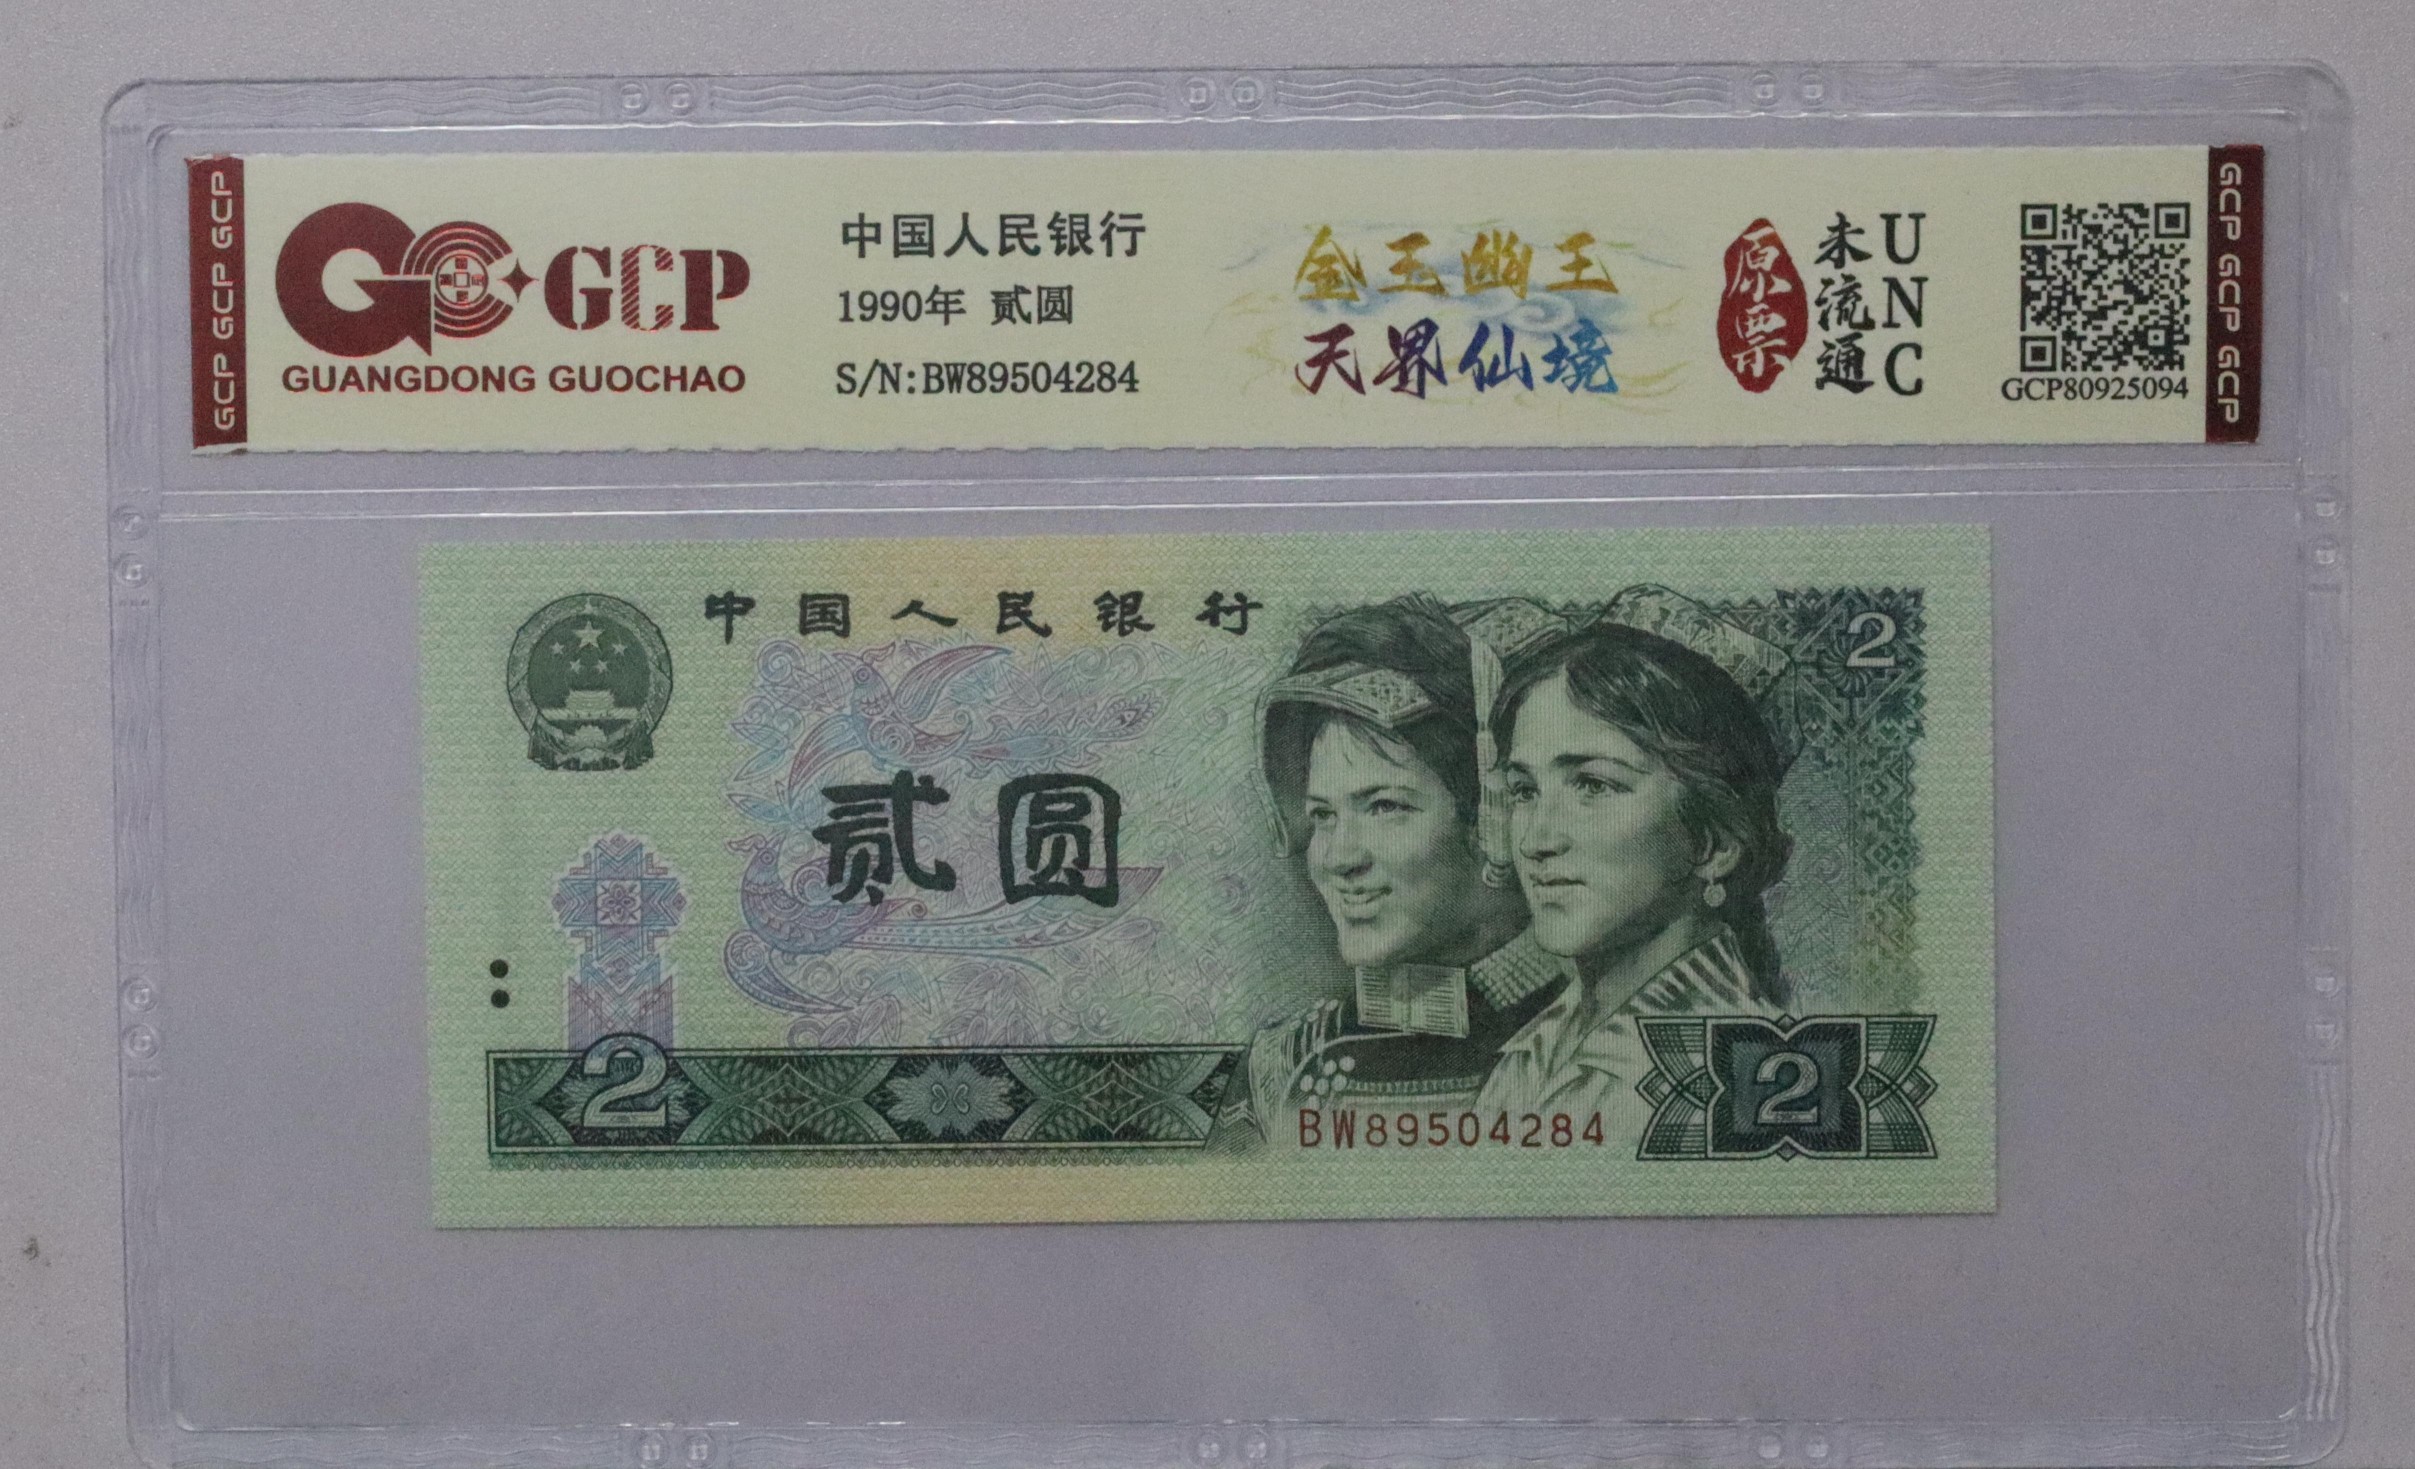 GCP GCP GCP
GCP
GUANGDONG GUOCHAO
中国人民银行
1990年 贰圆
S/N:BW89504284
金玉幽王
天界仙境
原票
未流通
UNC
GCP80925094
GCP GCP GCP
中国人民银行
2
贰圆
2
BW89504284
2